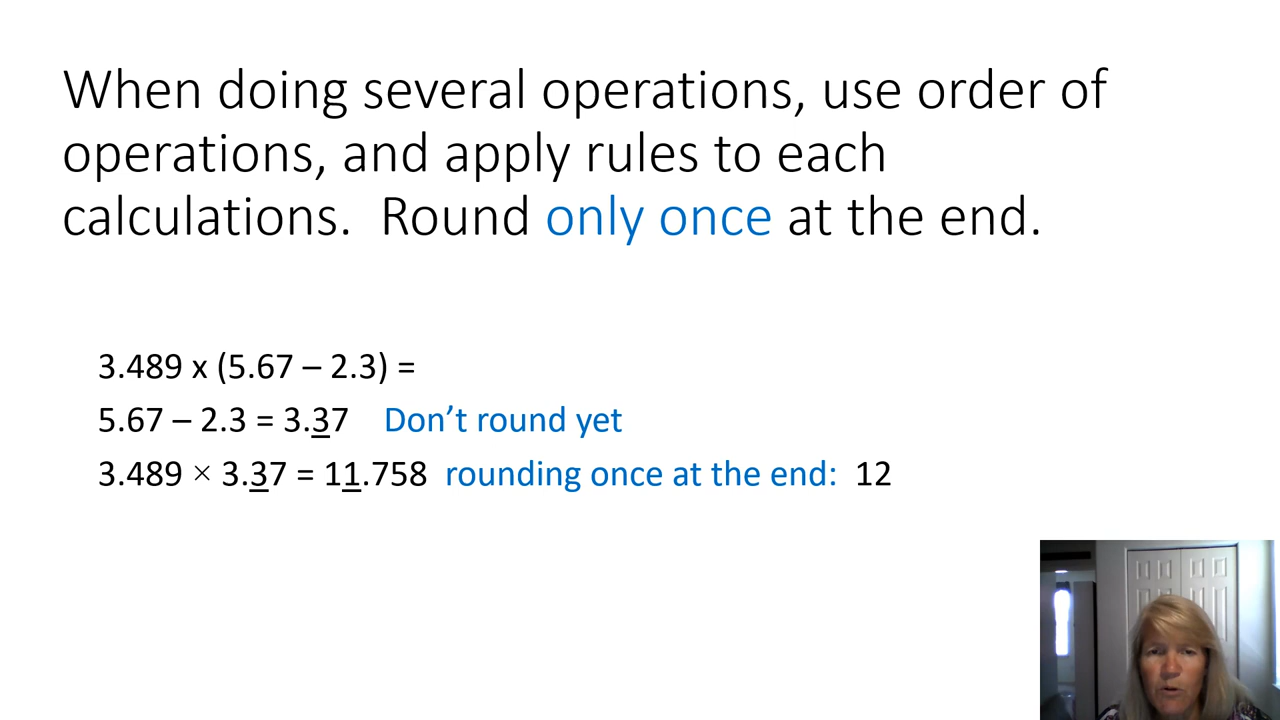 When doing several operations, use order of
operations, and apply rules to each
calculations.  Round only once at the end.
3.489 x (5.67 – 2.3) =
5.67 – 2.3 = 3.37    Don’t round yet
3.489 × 3.37 = 11.758  rounding once at the end:  12